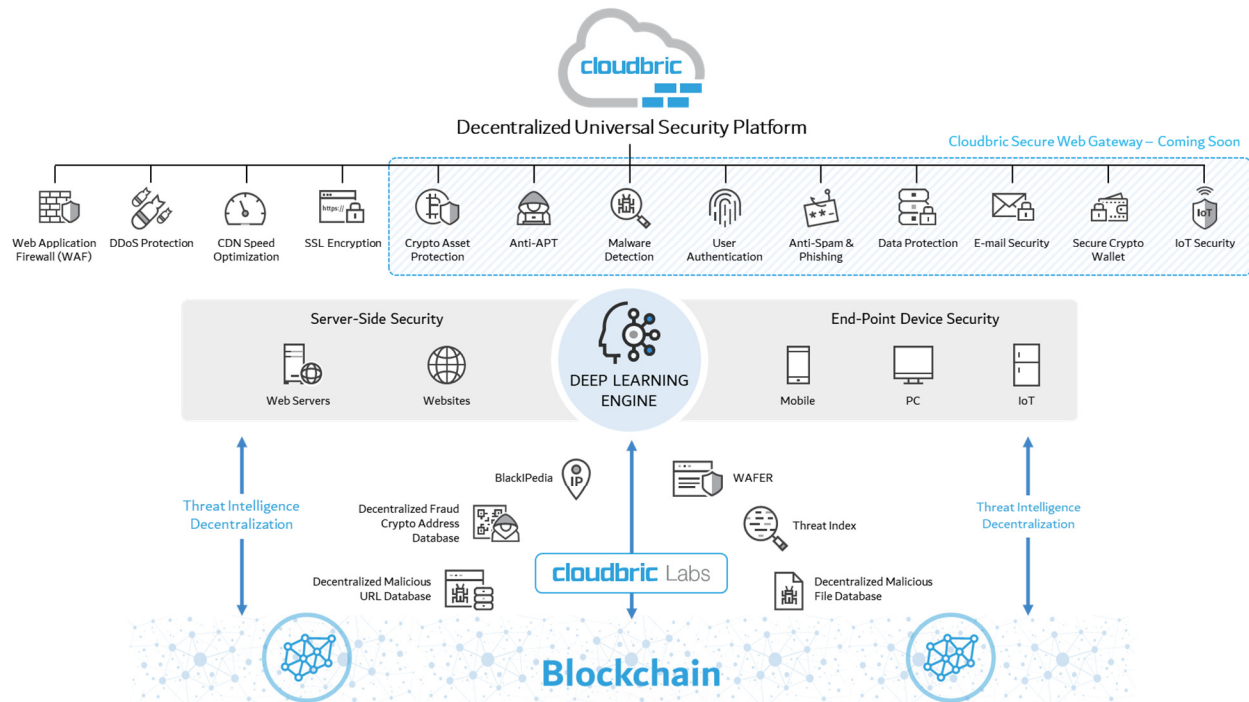 cloudbric
Decentralized Universal Security Platform
Cloudbric Secure Web Gateway – Coming Soon
https://
**-
IoT
Web Application
Firewall (WAF)
DDoS Protection
CDN Speed
Optimization
SSL Encryption
Crypto Asset
Protection
Anti-APT
Malware
Detection
User
Authentication
Anti-Spam &
Phishing
Data Protection
E-mail Security
Secure Crypto
Wallet
IoT Security
Server-Side Security
Web Servers
Websites
DEEP LEARNING
ENGINE
End-Point Device Security
Mobile
PC
IoT
Threat Intelligence
Decentralization
BlackIPedia
IP
Decentralized Fraud
Crypto Address
Database
Decentralized Malicious
URL Database
cloudbric Labs
WAFER
Threat Index
Decentralized Malicious
File Database
Threat Intelligence
Decentralization
Blockchain